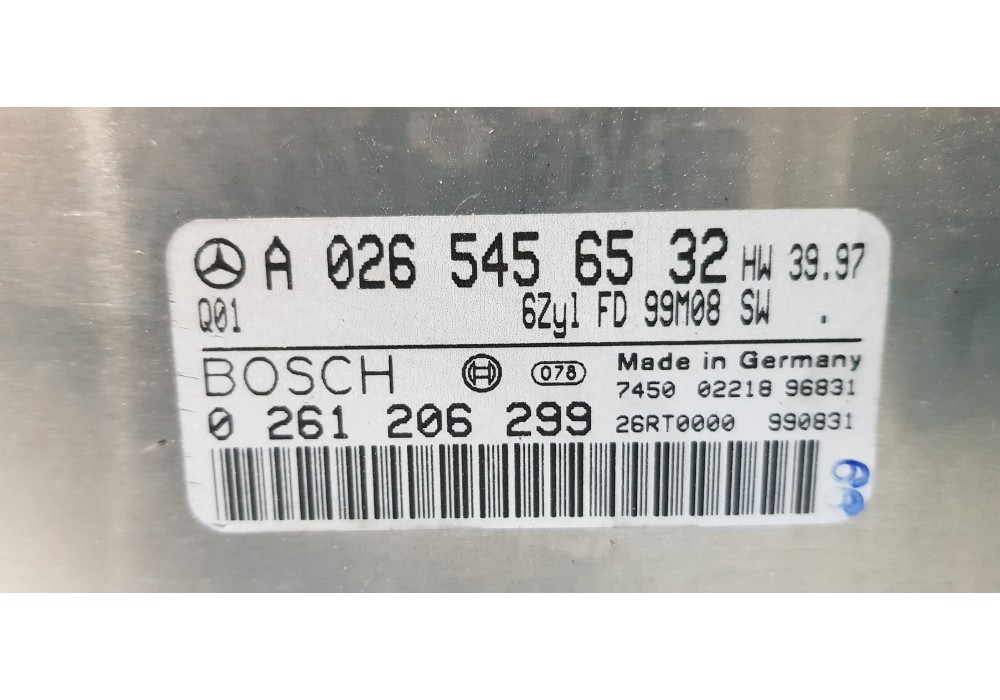 A 026 545 65 32 HW 39.97
Q01 6Zyl FD 99M08 SW .
BOSCH 078 Made in Germany
7450 02218 96831
0 261 206 299 26RT0000 990831